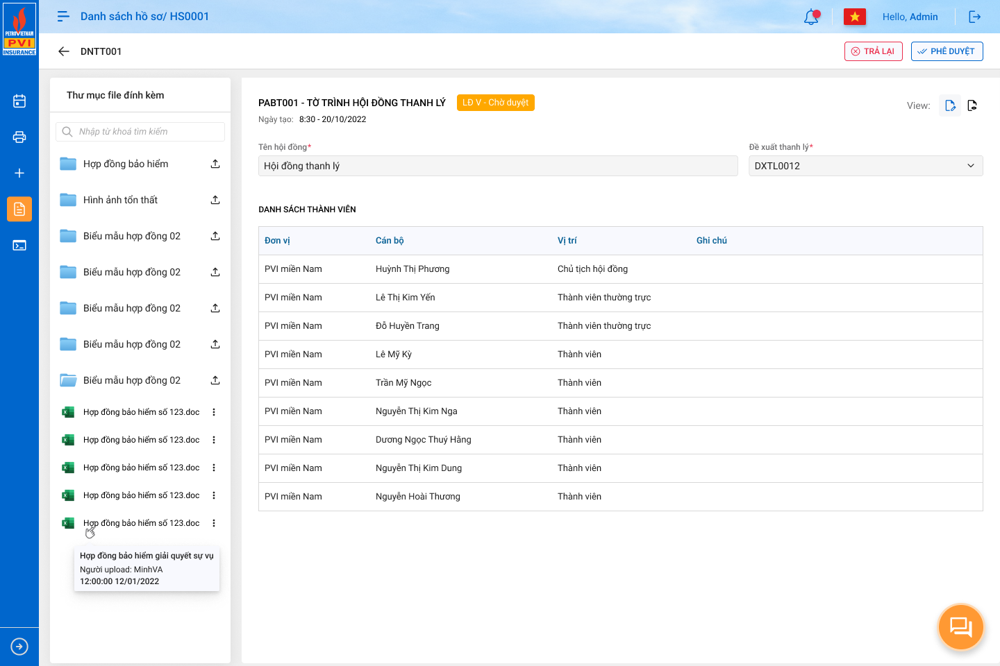 PETROVIETNAM
PVI
INSURANCE
Danh sách hồ sơ/ HS0001
Hello, Admin
DNTT001
TRẢ LẠI
PHÊ DUYỆT
Thư mục file đính kèm
Nhập từ khoá tìm kiếm
Hợp đồng bảo hiểm
Hình ảnh tổn thất
Biểu mẫu hợp đồng 02
Biểu mẫu hợp đồng 02
Biểu mẫu hợp đồng 02
Biểu mẫu hợp đồng 02
Biểu mẫu hợp đồng 02
Hợp đồng bảo hiểm số 123.doc
Hợp đồng bảo hiểm số 123.doc
Hợp đồng bảo hiểm số 123.doc
Hợp đồng bảo hiểm số 123.doc
Hợp đồng bảo hiểm số 123.doc
Hợp đồng bảo hiểm giải quyết sự vụ
Người upload: MinhVA
12:00:00 12/01/2022
PABT001 - TỜ TRÌNH HỘI ĐỒNG THANH LÝ
LĐ V - Chờ duyệt
View:
Ngày tạo: 8:30 - 20/10/2022
Tên hội đồng*
Đề xuất thanh lý*
Hội đồng thanh lý
DXTL0012
DANH SÁCH THÀNH VIÊN
Đơn vị Cán bộ Vị trí Ghi chú
PVI miền Nam Huỳnh Thị Phương Chủ tịch hội đồng
PVI miền Nam Lê Thị Kim Yến Thành viên thường trực
PVI miền Nam Đỗ Huyền Trang Thành viên thường trực
PVI miền Nam Lê Mỹ Kỳ Thành viên
PVI miền Nam Trần Mỹ Ngọc Thành viên
PVI miền Nam Nguyễn Thị Kim Nga Thành viên
PVI miền Nam Dương Ngọc Thuý Hằng Thành viên
PVI miền Nam Nguyễn Thị Kim Dung Thành viên
PVI miền Nam Nguyễn Hoài Thương Thành viên